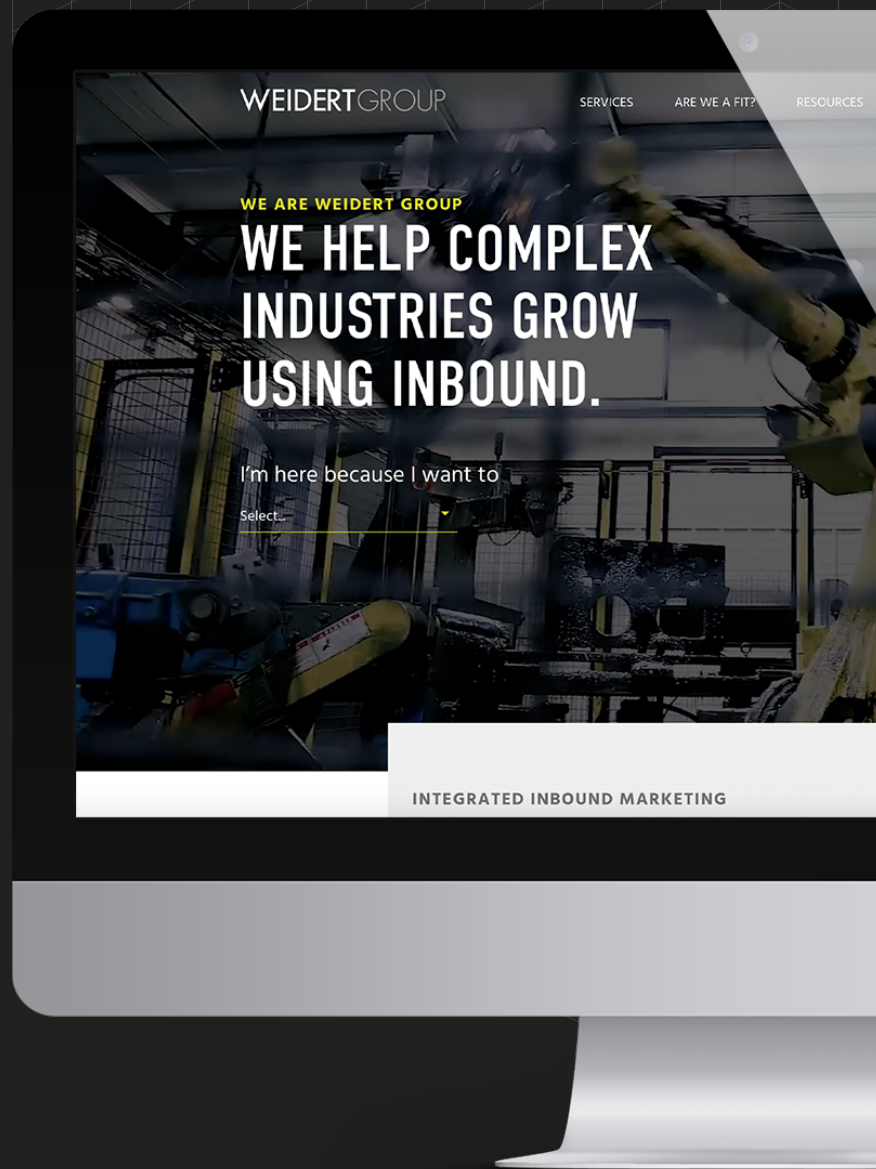 WEIDERTGROUP
SERVICES ARE WE A FIT? RESOURCES
WE ARE WEIDERT GROUP
WE HELP COMPLEX
INDUSTRIES GROW
USING INBOUND.
I'm here because I want to
Select...
DANGER
INTEGRATED INBOUND MARKETING